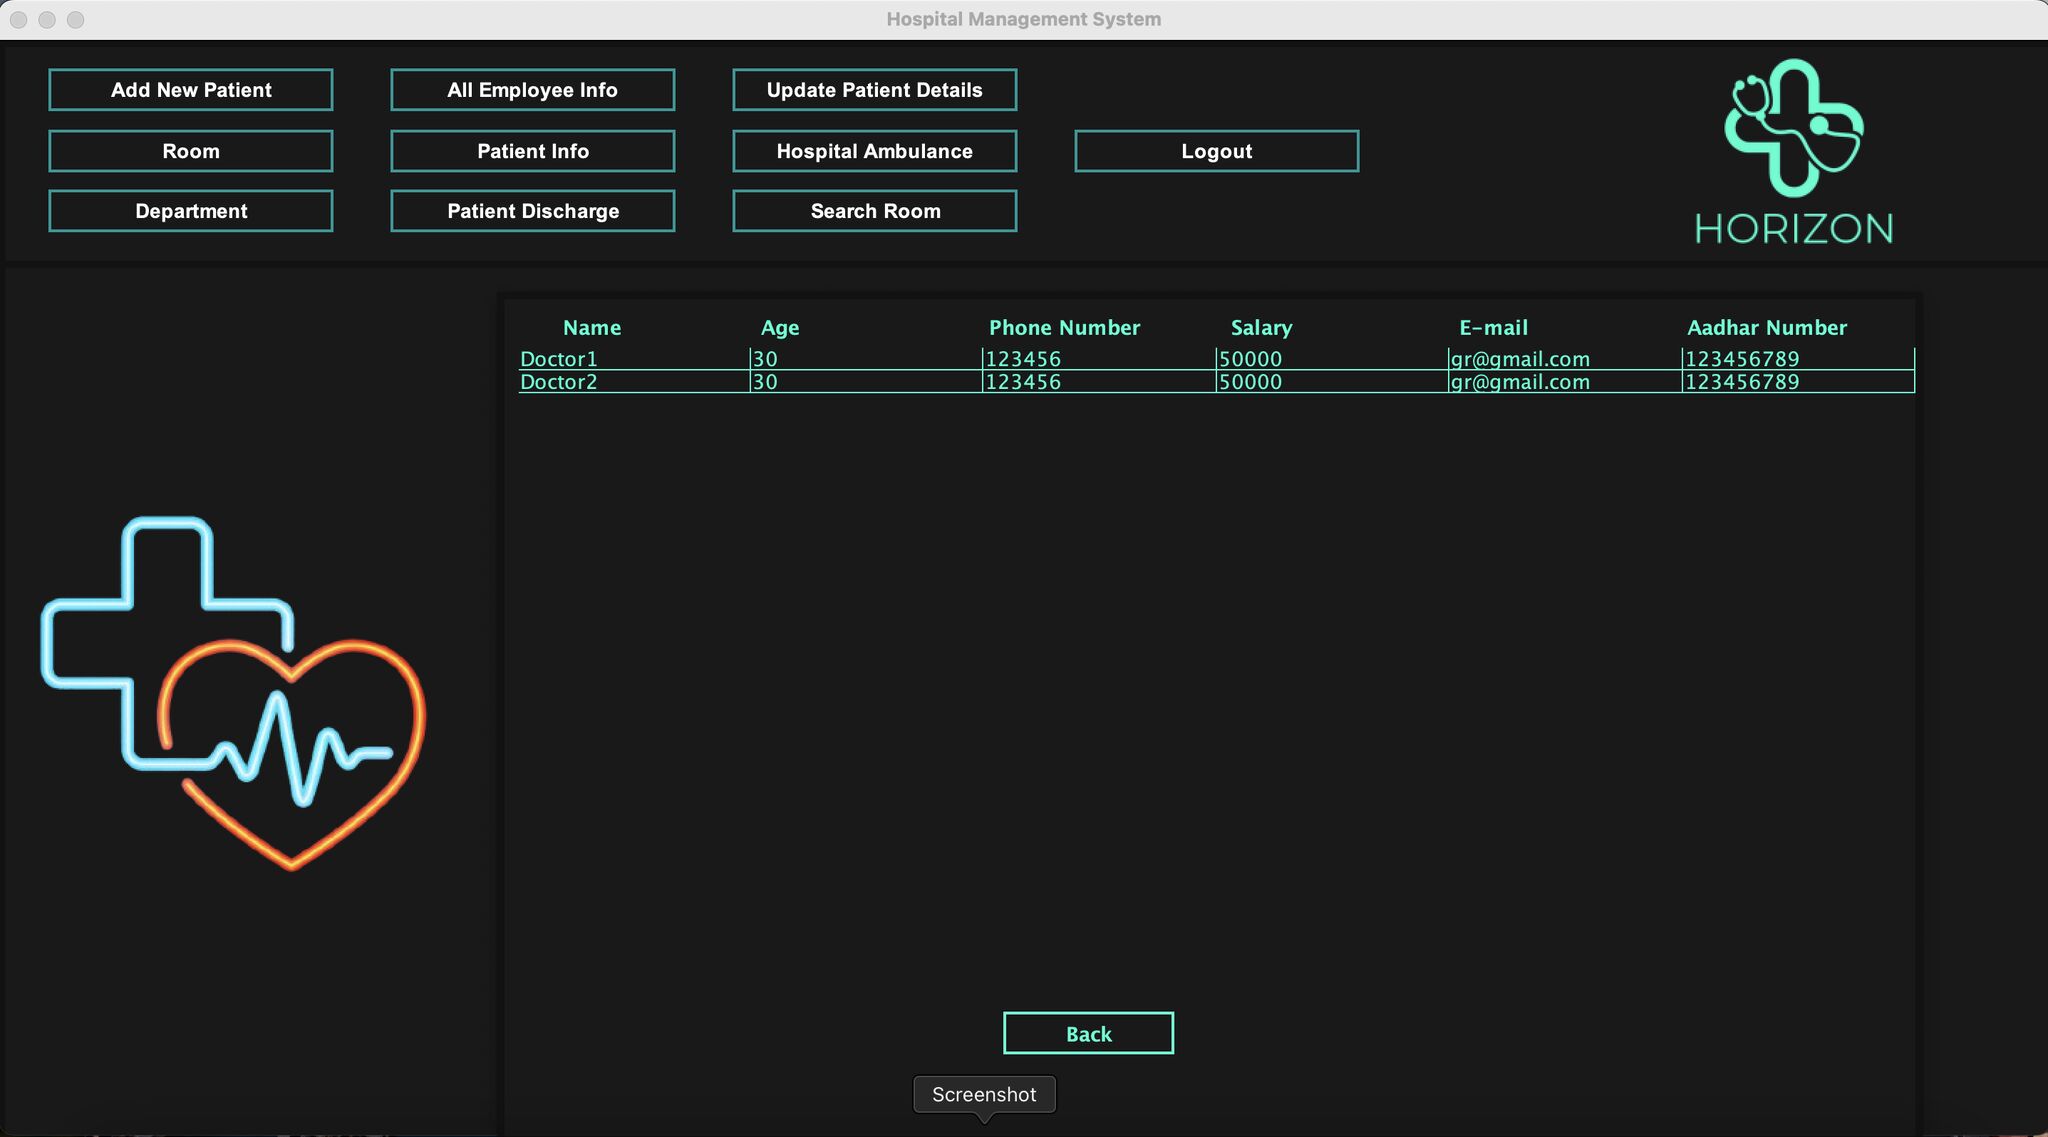 Hospital Management System
Add New Patient All Employee Info Update Patient Details
Room Patient Info Hospital Ambulance Logout
Department Patient Discharge Search Room
HORIZON
Name Age Phone Number Salary E-mail Aadhar Number
Doctor1 30 123456 50000 gr@gmail.com 123456789
Doctor2 30 123456 50000 gr@gmail.com 123456789
Back
Screenshot